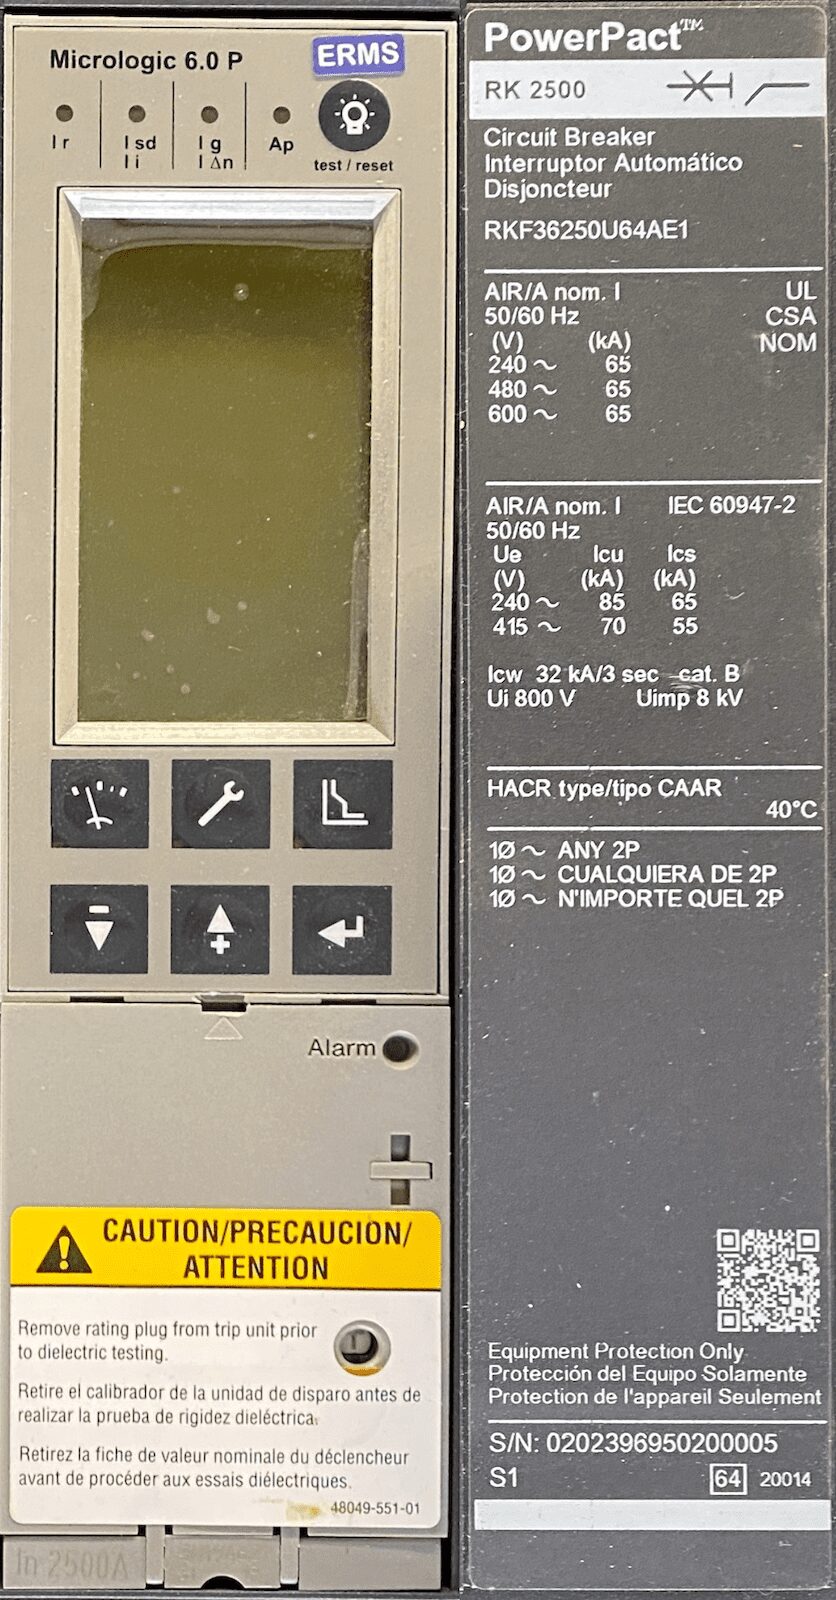 Micrologic 6.0 P
ERMS
I r
I sd
I i
I g
I Δn
Ap
test / reset
Alarm
CAUTION/PRECAUCION/
ATTENTION
Remove rating plug from trip unit prior
to dielectric testing.
Retire el calibrador de la unidad de disparo antes de
realizar la prueba de rigidez dieléctrica.
Retirez la fiche de valeur nominale du déclencheur
avant de procéder aux essais diélectriques.
48049-551-01
In 2500A
PowerPact™
RK 2500
Circuit Breaker
Interruptor Automático
Disjoncteur
RKF36250U64AE1
AIR/A nom. I UL
50/60 Hz CSA
(V) (kA) NOM
240 ~ 65
480 ~ 65
600 ~ 65
AIR/A nom. I IEC 60947-2
50/60 Hz
Ue Icu Ics
(V) (kA) (kA)
240 ~ 85 65
415 ~ 70 55
Icw 32 kA/3 sec cat. B
Ui 800 V Uimp 8 kV
HACR type/tipo CAAR
40°C
1Ø ~ ANY 2P
1Ø ~ CUALQUIERA DE 2P
1Ø ~ N'IMPORTE QUEL 2P
Equipment Protection Only
Protección del Equipo Solamente
Protection de l'appareil Seulement
S/N: 0202396950200005
S1 64 20014